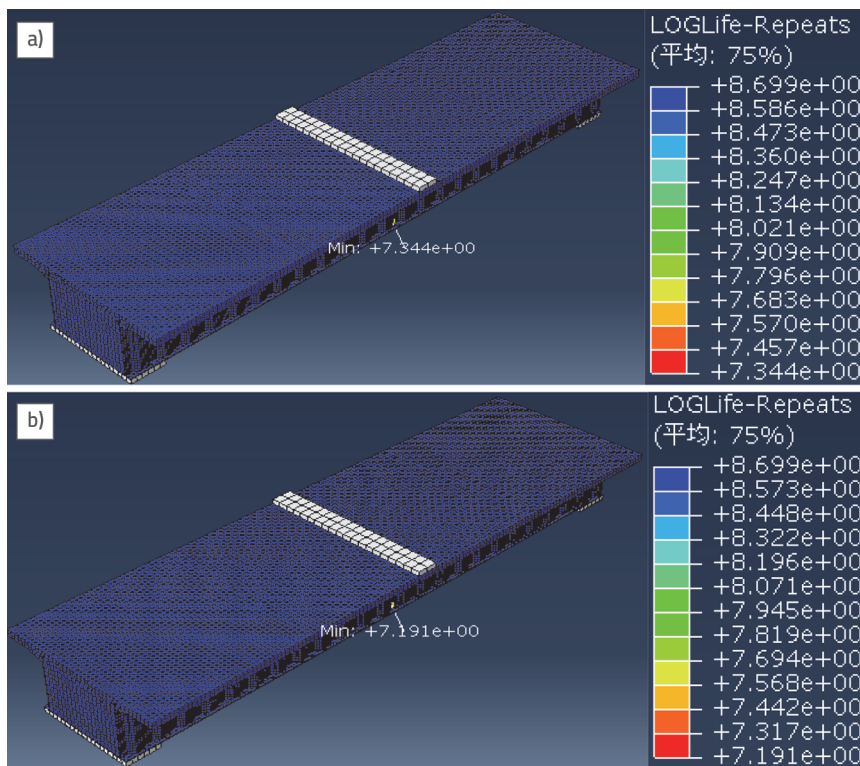 a)
LOGLife-Repeats
(平均: 75%)
+8.699e+00
+8.586e+00
+8.473e+00
+8.360e+00
+8.247e+00
+8.134e+00
+8.021e+00
+7.909e+00
+7.796e+00
+7.683e+00
+7.570e+00
+7.457e+00
+7.344e+00
Min: +7.344e+00
b)
LOGLife-Repeats
(平均: 75%)
+8.699e+00
+8.573e+00
+8.448e+00
+8.322e+00
+8.196e+00
+8.071e+00
+7.945e+00
+7.819e+00
+7.694e+00
+7.568e+00
+7.442e+00
+7.317e+00
+7.191e+00
Min: +7.191e+00